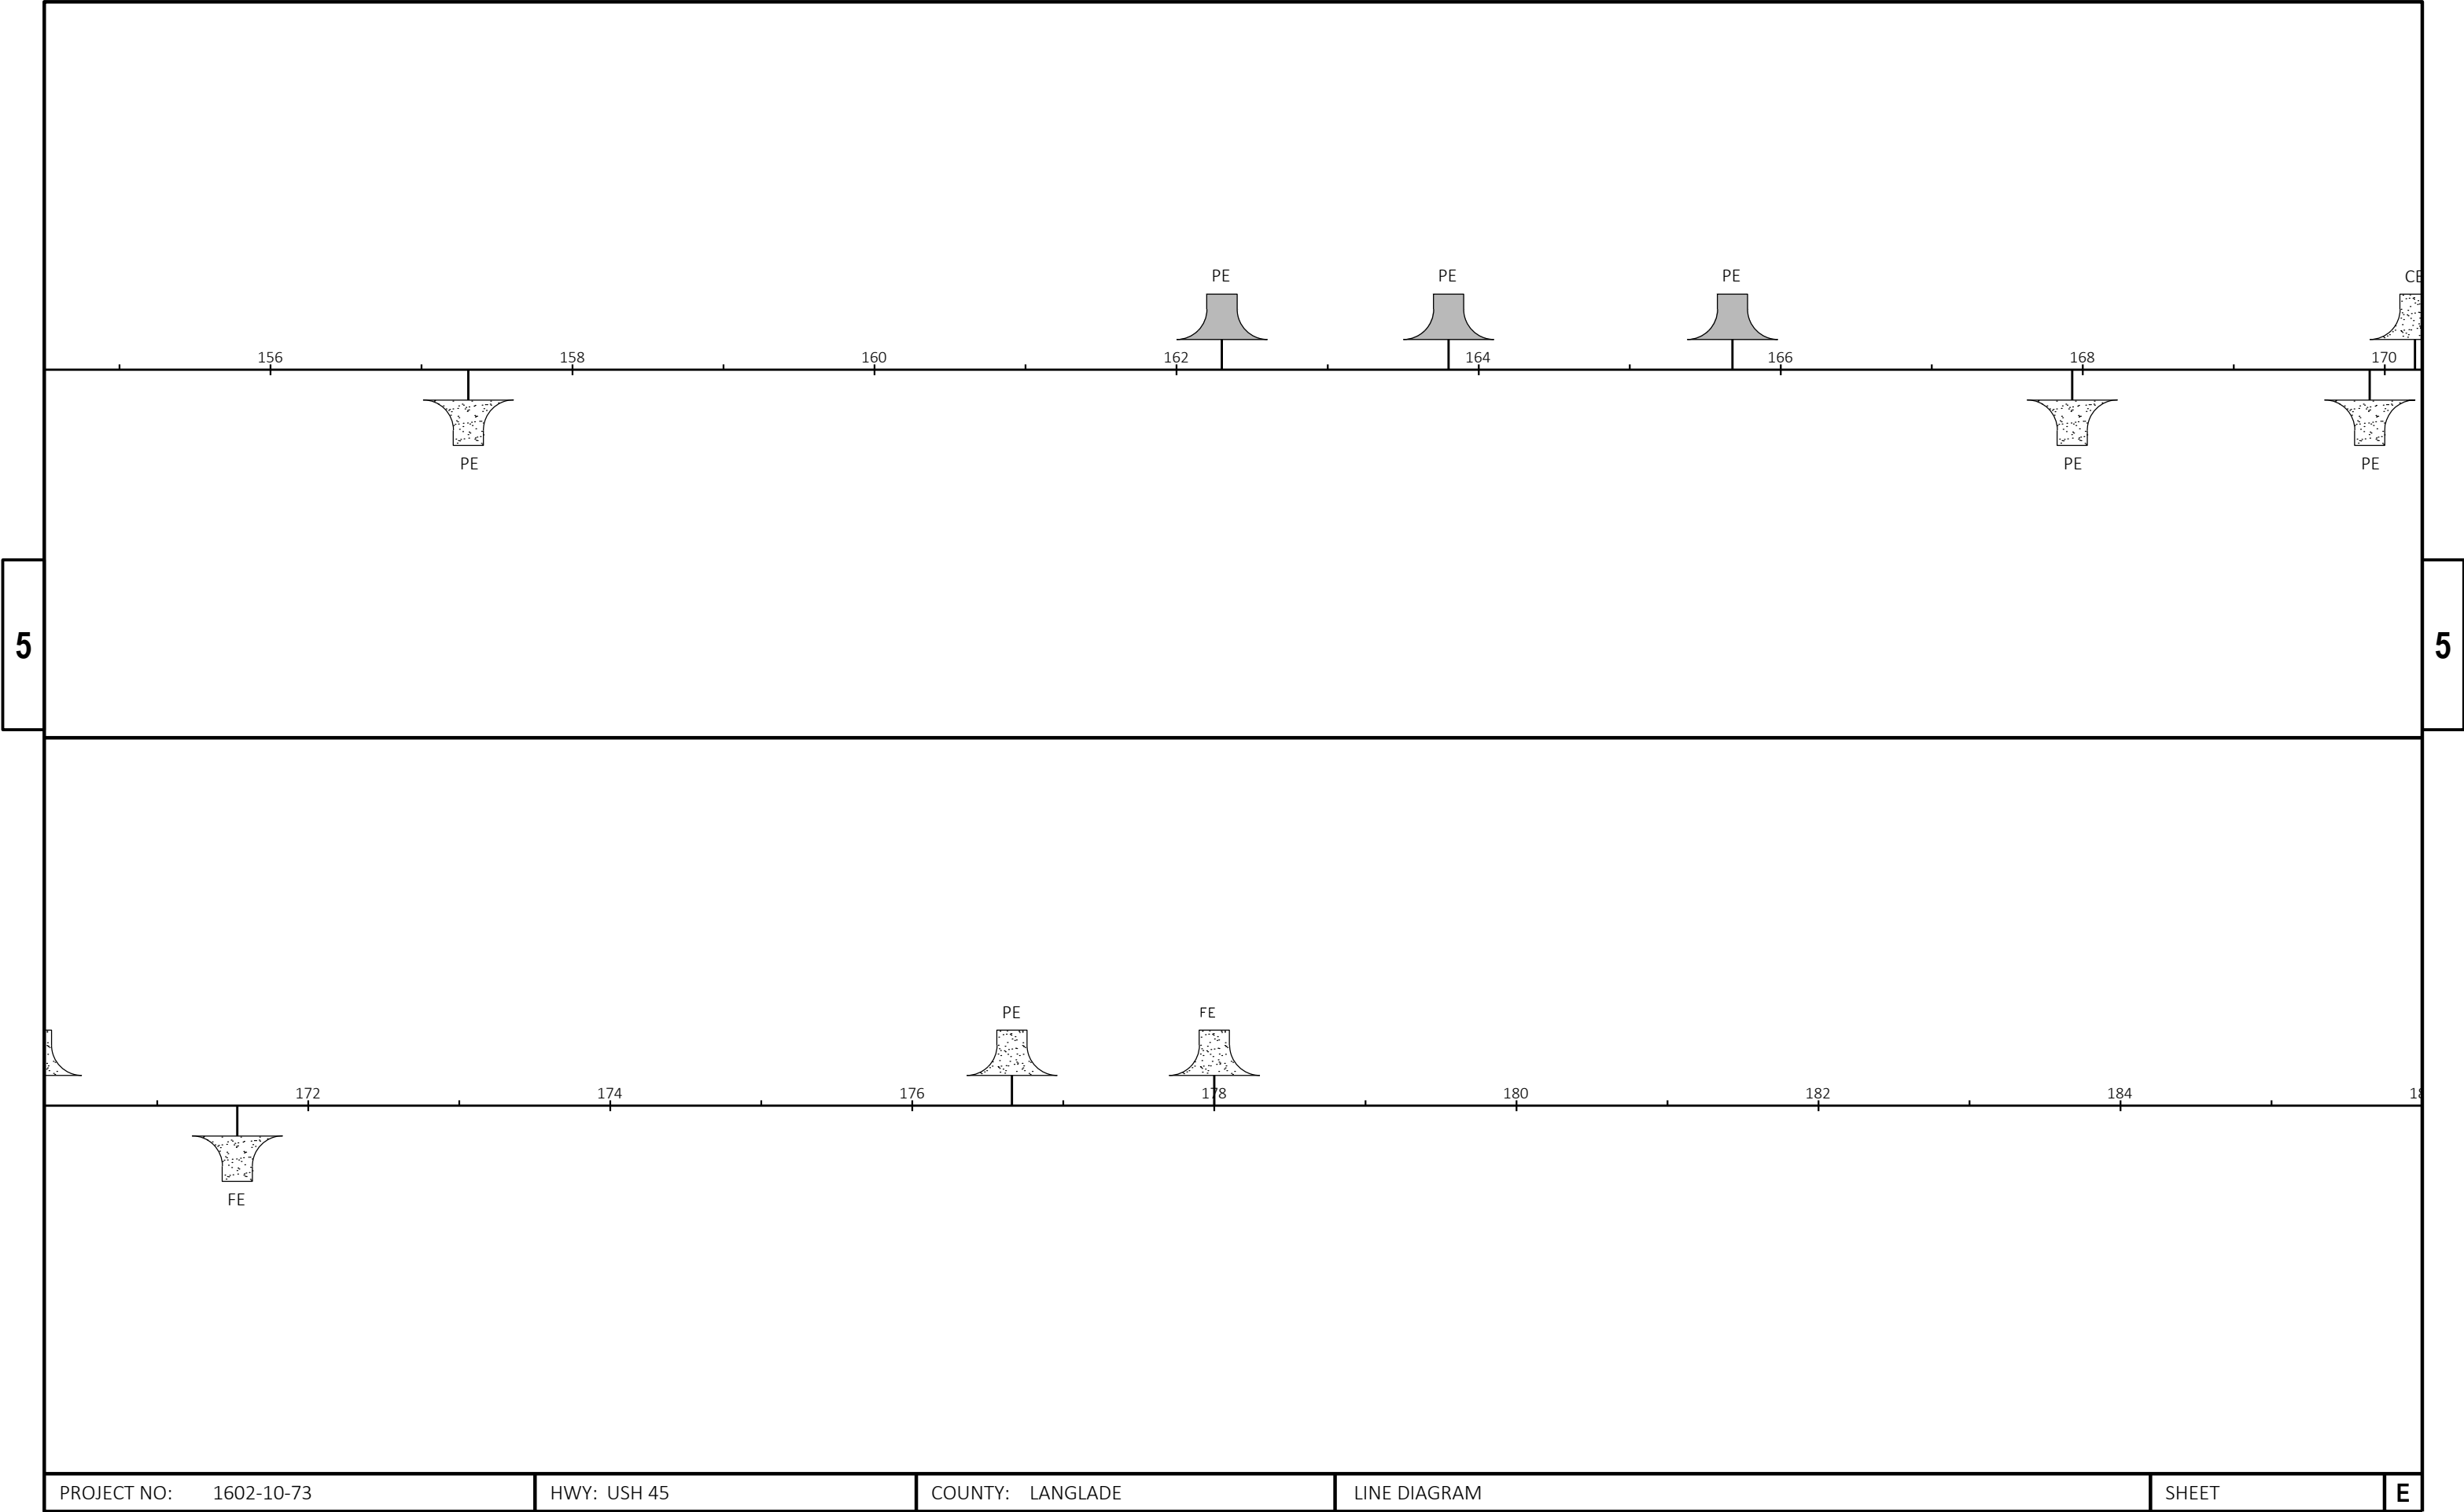 PE PE PE
156 158 160 162 164 166 168 170
PE PE PE
5 5
PE FE
172 174 176 178 180 182 184
FE
PROJECT NO: 1602-10-73 HWY: USH 45 COUNTY: LANGLADE LINE DIAGRAM SHEET E